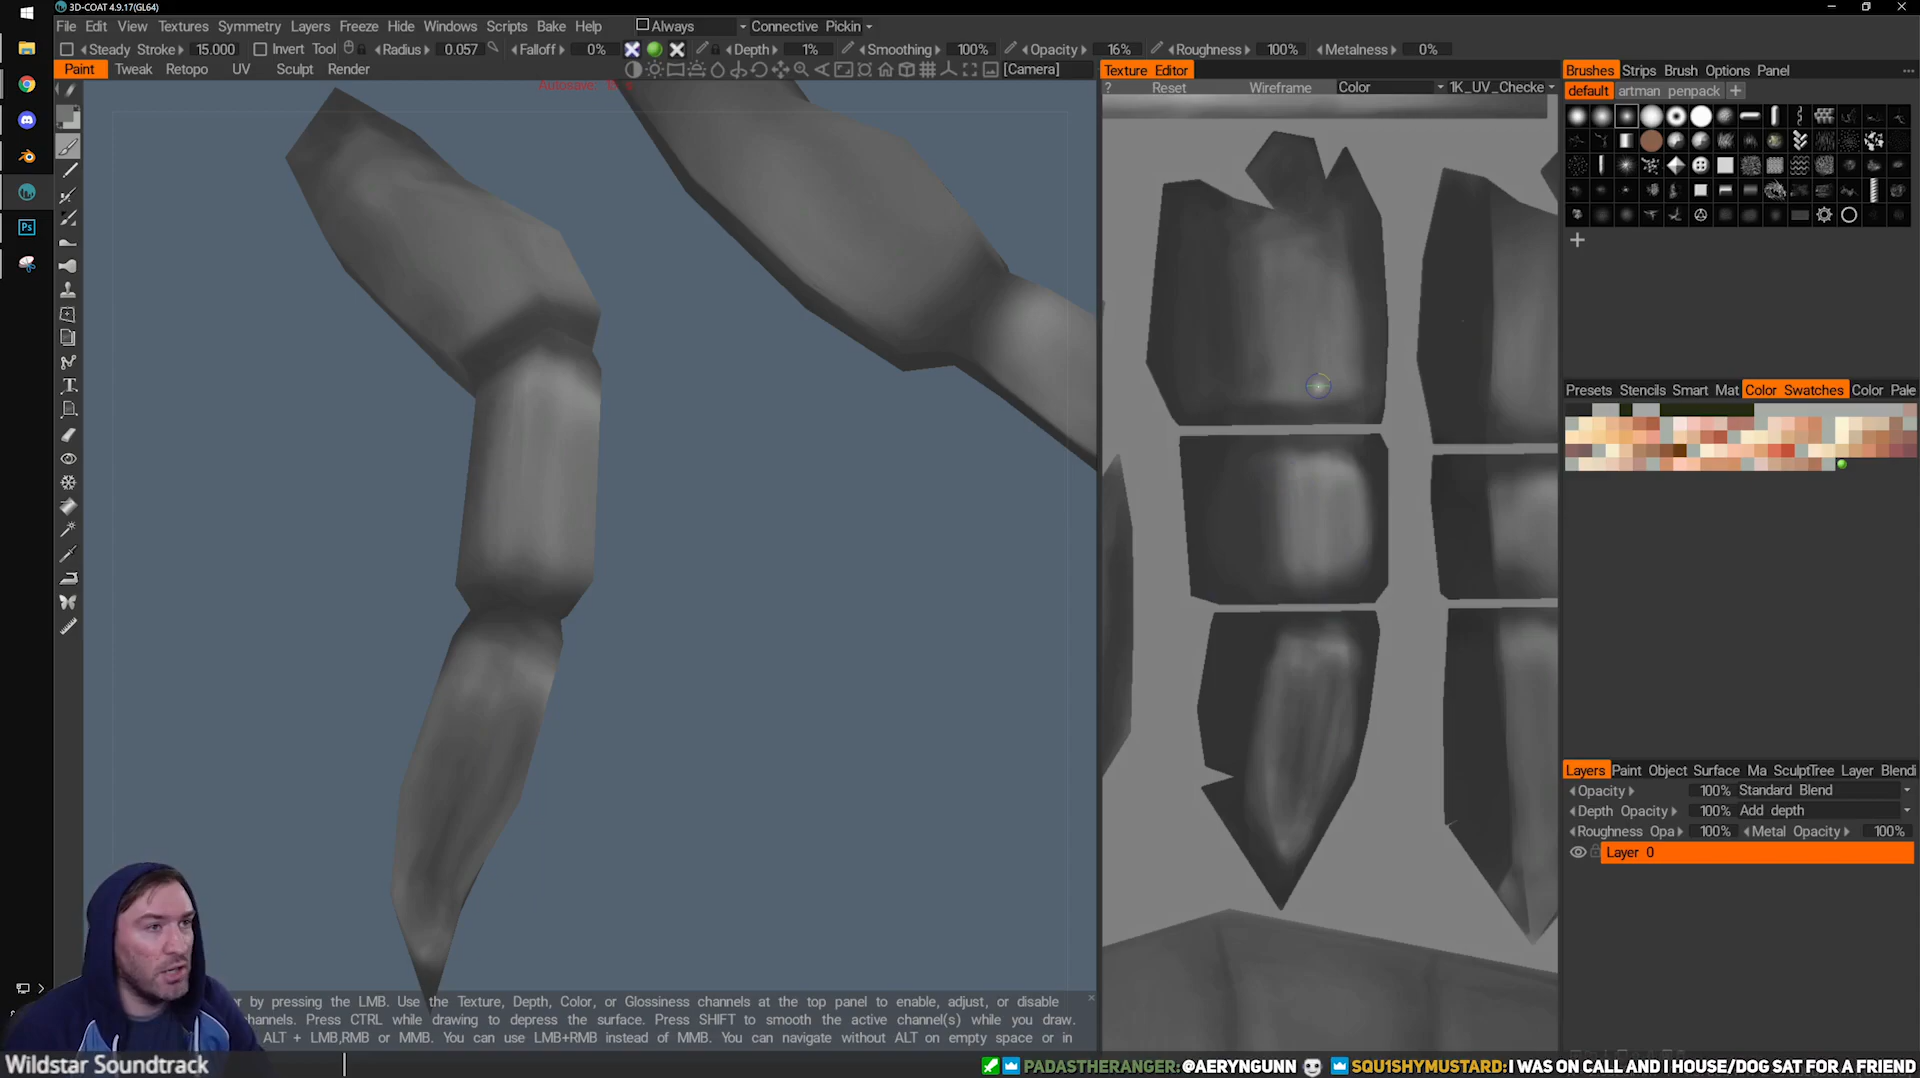 3D-COAT 4.9.17(GL64)
File Edit View Textures Symmetry Layers Freeze Hide Windows Scripts Bake Help Always Connective Pickin
Steady Stroke 15.000 Invert Tool Radius 0.057 Falloff 0% Depth 1% Smoothing 100% Opacity 16% Roughness 100% Metalness 0%
Paint Tweak Retopo UV Sculpt Render [Camera] Texture Editor Brushes Strips Brush Options Panel
Autosave:
? Reset Wireframe Color 1K_UV_Checke
default artman penpack +
Presets Stencils Smart Mat Color Swatches Color Pale
Layers Paint Object Surface Ma SculptTree Layer Blendi
Opacity 100% Standard Blend
Depth Opacity 100% Add depth
Roughness Opa 100% Metal Opacity 100%
Layer 0
or by pressing the LMB. Use the Texture, Depth, Color, or Glossiness channels at the top panel to enable, adjust, or disable
hannels. Press CTRL while drawing to depress the surface. Press SHIFT to smooth the active channel(s) while you draw.
ALT + LMB,RMB or MMB. You can use LMB+RMB instead of MMB. You can navigate without ALT on empty space or in
Ps
Wildstar Soundtrack
PADASTHERANGER: @AERYNGUNN SQU1SHYMUSTARD: I WAS ON CALL AND I HOUSE/DOG SAT FOR A FRIEND